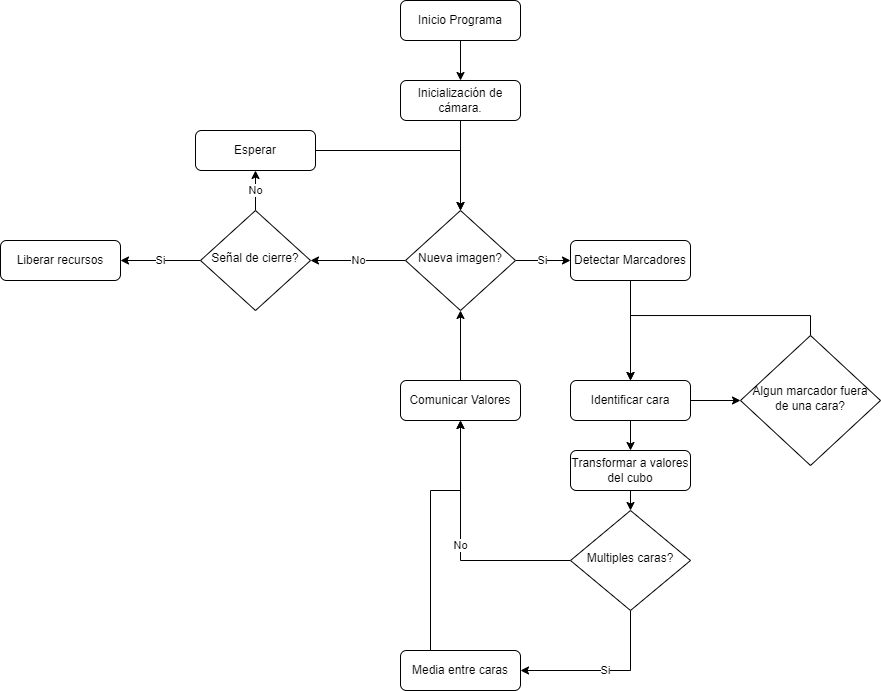 Inicio Programa
Inicialización de
cámara.
Esperar
No
Liberar recursos
Si
Señal de cierre?
No
Nueva imagen?
Si
Detectar Marcadores
Comunicar Valores
Identificar cara
Algun marcador fuera
de una cara?
Transformar a valores
del cubo
No
Multiples caras?
Media entre caras
Si